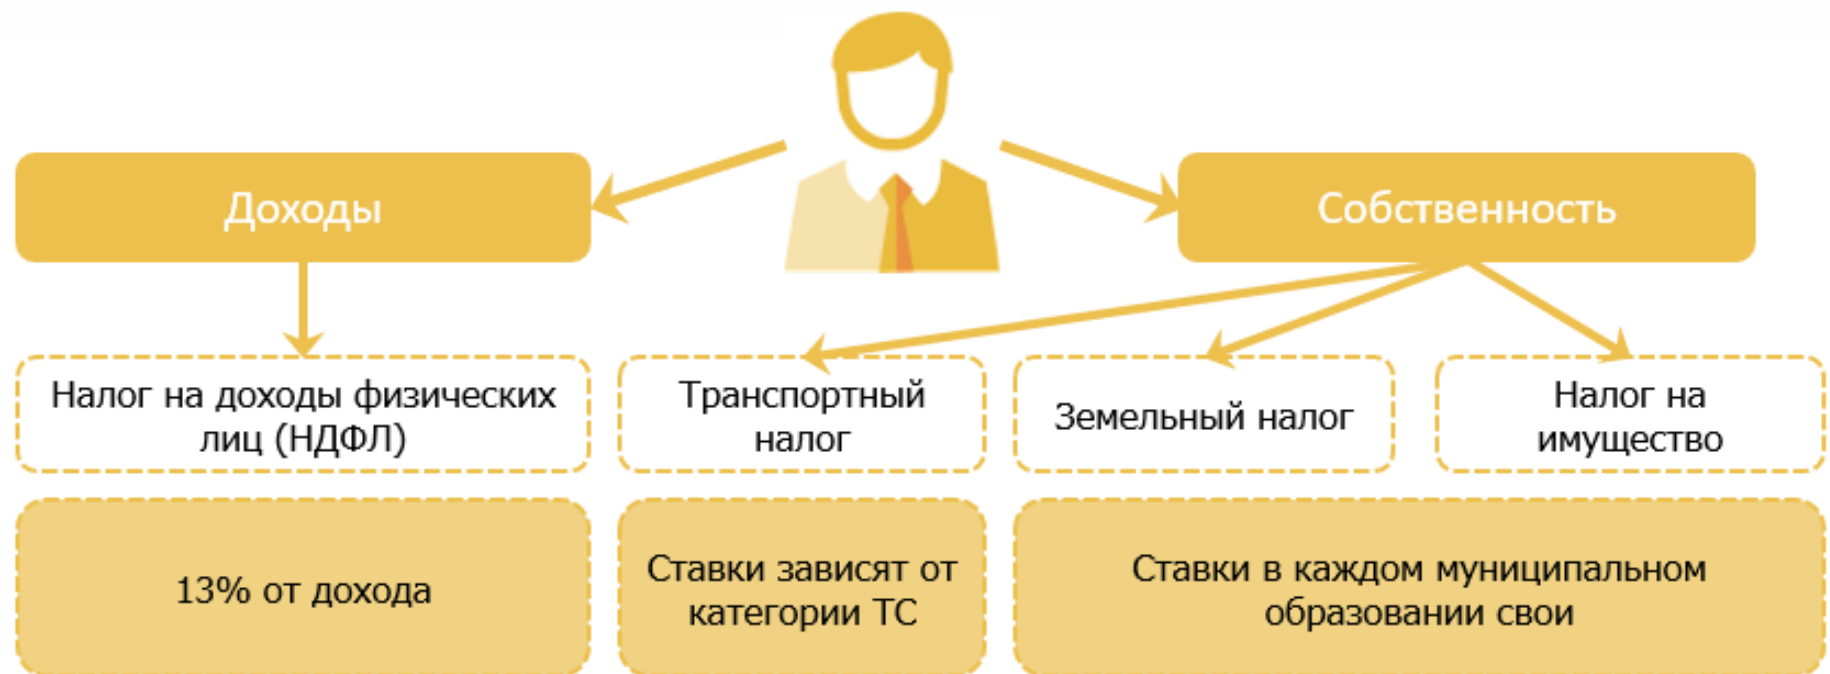 Доходы
Собственность
Налог на доходы физических
лиц (НДФЛ)
Транспортный
налог
Земельный налог
Налог на
имущество
13% от дохода
Ставки зависят от
категории ТС
Ставки в каждом муниципальном
образовании свои